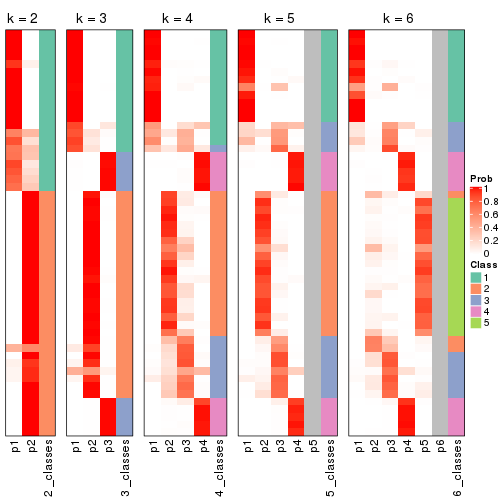 k = 2
k = 3
k = 4
k = 5
k = 6
p1
p2
2_classes
p1
p2
p3
3_classes
p1
p2
p3
p4
4_classes
p1
p2
p3
p4
p5
5_classes
p1
p2
p3
p4
p5
p6
6_classes
Prob
1
0.8
0.6
0.4
0.2
0
Class
1
2
3
4
5